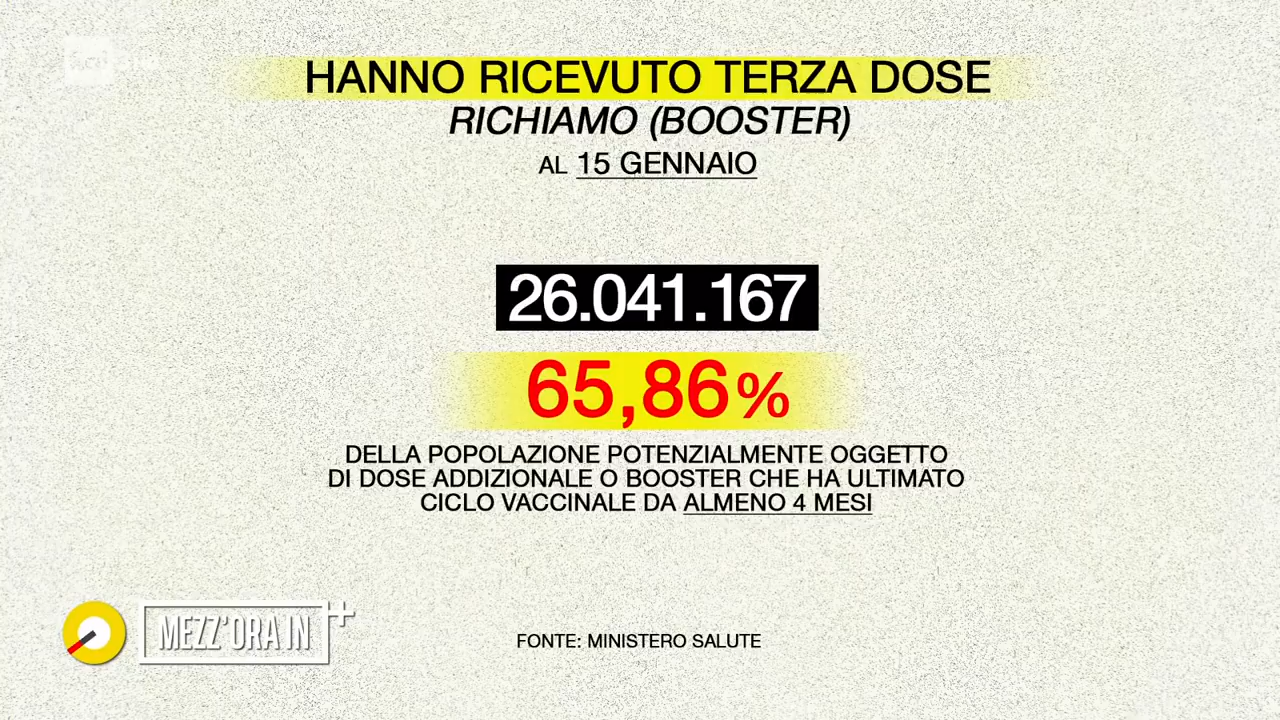 HANNO RICEVUTO TERZA DOSE
RICHIAMO (BOOSTER)
AL 15 GENNAIO
26.041.167
65,86%
DELLA POPOLAZIONE POTENZIALMENTE OGGETTO
DI DOSE ADDIZIONALE O BOOSTER CHE HA ULTIMATO
CICLO VACCINALE DA ALMENO 4 MESI
MEZZ'ORA IN ++
FONTE: MINISTERO SALUTE